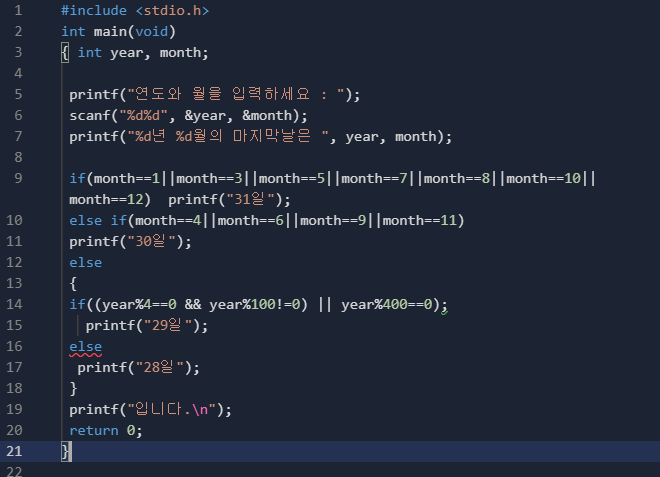 1 #include <stdio.h>
2 int main(void)
3 { int year, month;
4
5 printf("연도와 월을 입력하세요 : ");
6 scanf("%d%d", &year, &month);
7 printf("%d년 %d월의 마지막날은 ", year, month);
8
9 if(month==1||month==3||month==5||month==7||month==8||month==10||
month==12)  printf("31일");
10 else if(month==4||month==6||month==9||month==11)
11 printf("30일");
12 else
13 {
14 if((year%4==0 && year%100!=0) || year%400==0);
15 printf("29일");
16 else
17 printf("28일");
18 }
19 printf("입니다.\n");
20 return 0;
21 }
22